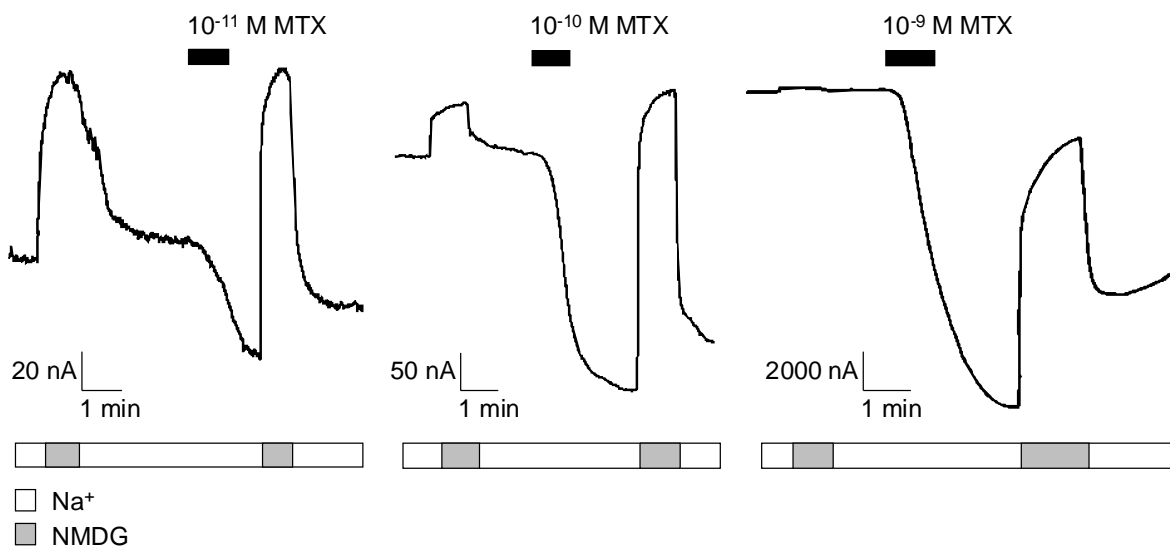 10⁻¹¹ M MTX
10⁻¹⁰ M MTX
10⁻⁹ M MTX
20 nA
1 min
50 nA
1 min
2000 nA
1 min
Na⁺
NMDG